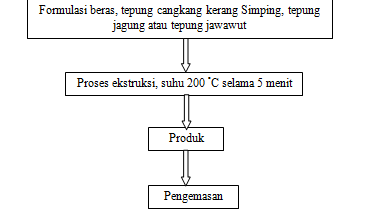 Formulasi beras, tepung cangkang kerang Simping, tepung
jagung atau tepung jawawut
Proses ekstruksi, suhu 200 ˚C selama 5 menit
Produk
Pengemasan